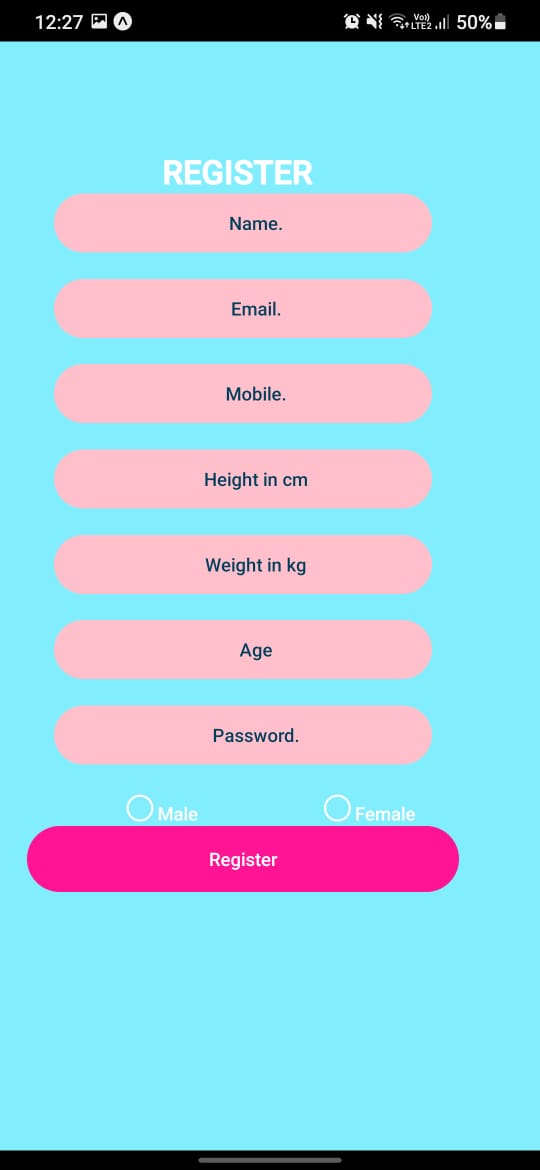 12:27 Vo) LTE2 50%
REGISTER
Name.
Email.
Mobile.
Height in cm
Weight in kg
Age
Password.
Male Female
Register